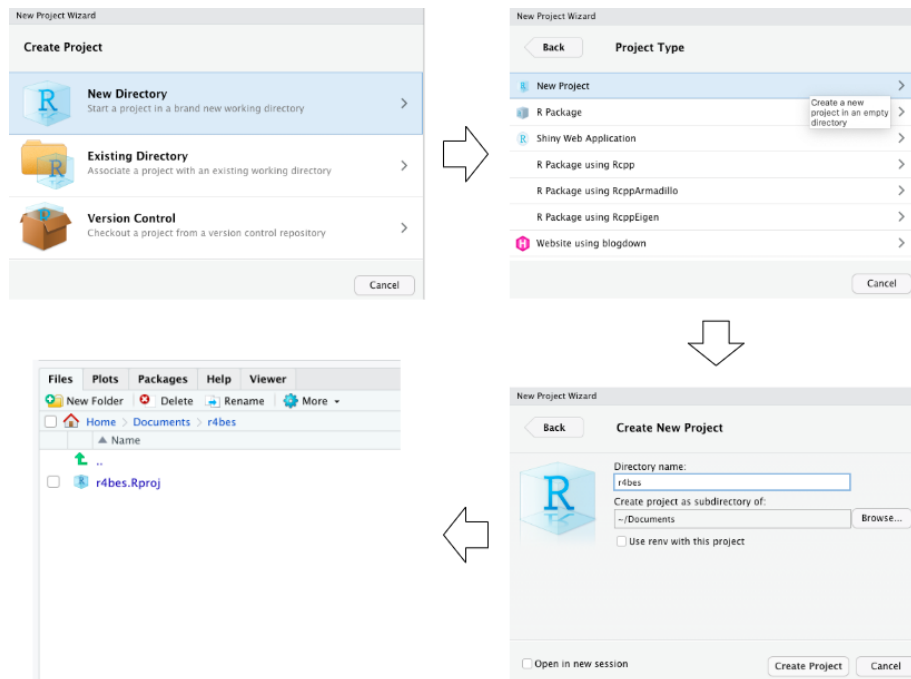 New Project Wizard
Create Project
New Directory
Start a project in a brand new working directory
Existing Directory
Associate a project with an existing working directory
Version Control
Checkout a project from a version control repository
Cancel
New Project Wizard
Back Project Type
New Project
R Package
Shiny Web Application
R Package using Rcpp
R Package using RcppArmadillo
R Package using RcppEigen
Website using blogdown
Create a new
project in an empty
directory
Cancel
New Project Wizard
Back Create New Project
Directory name:
r4bes
Create project as subdirectory of:
~/Documents Browse...
Use renv with this project
Open in new session Create Project Cancel
Files Plots Packages Help Viewer
New Folder Delete Rename More
Home Documents r4bes
Name
..
r4bes.Rproj